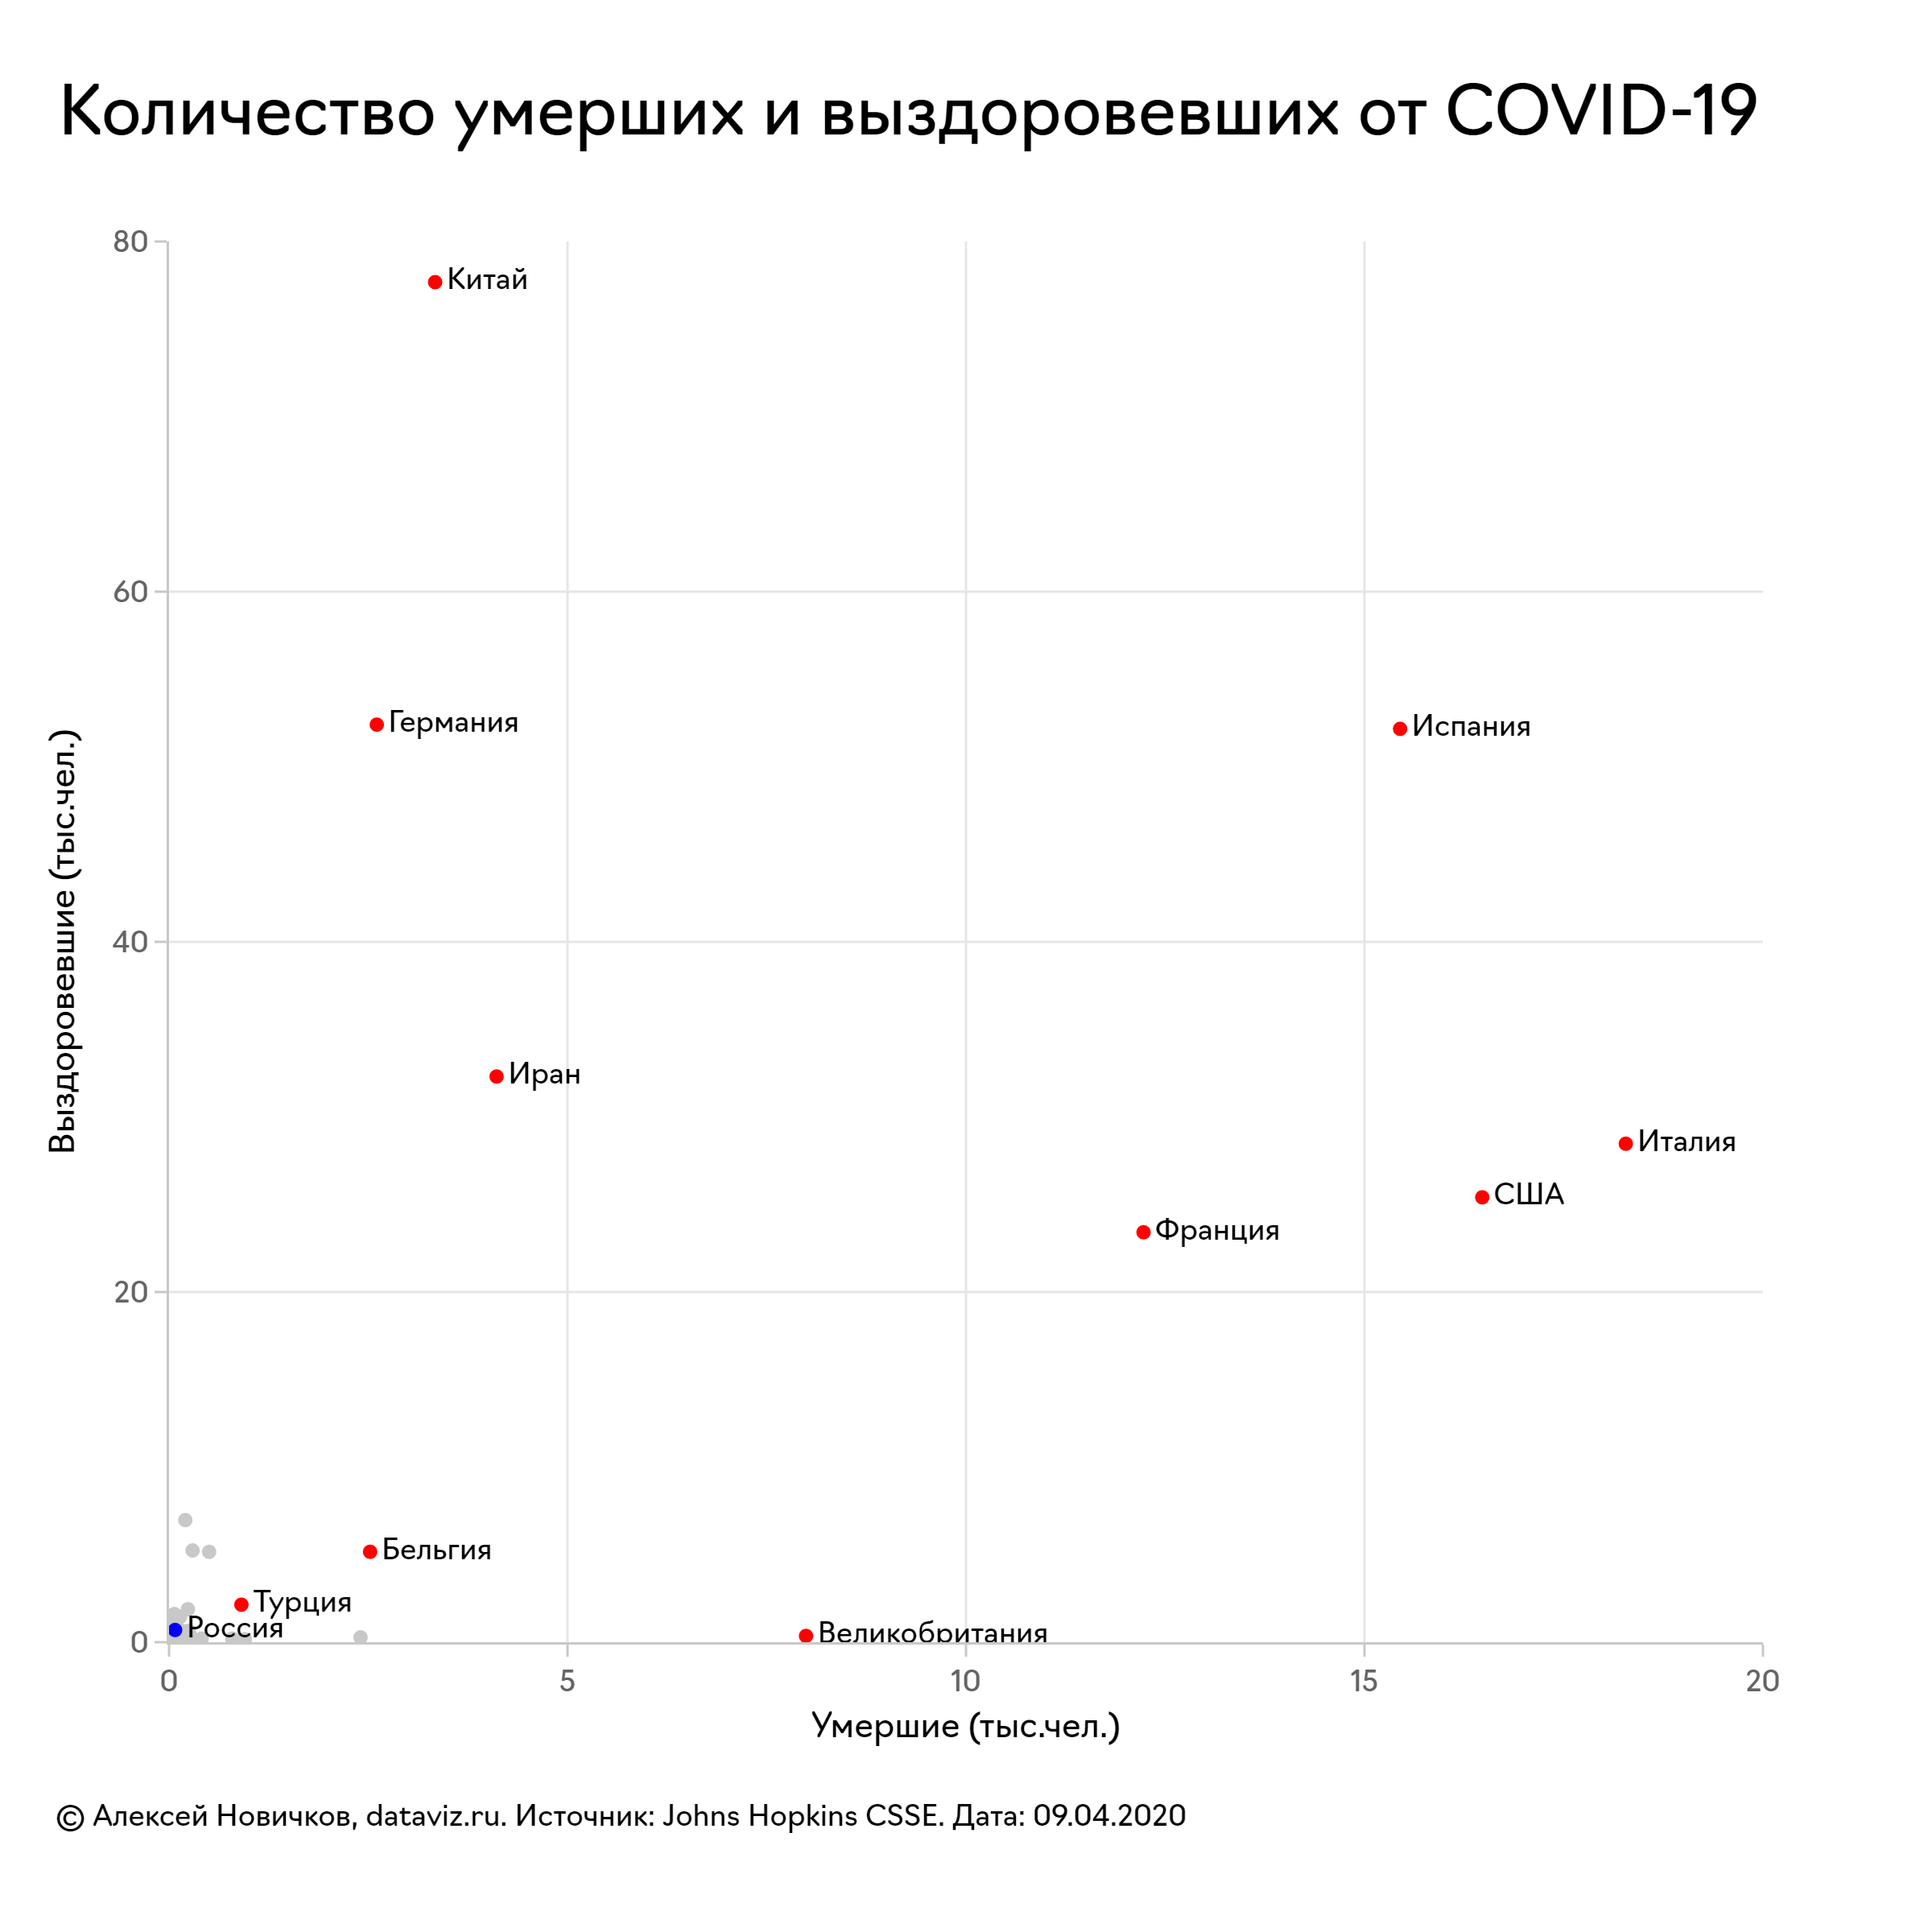 Количество умерших и выздоровевших от COVID-19
80
Китай
60
Германия
Испания
Выздоровевшие (тыс.чел.)
40
Иран
Италия
США
Франция
20
Бельгия
Турция
Россия
Великобритания
0
0 5 10 15 20
Умершие (тыс.чел.)
© Алексей Новичков, dataviz.ru. Источник: Johns Hopkins CSSE. Дата: 09.04.2020